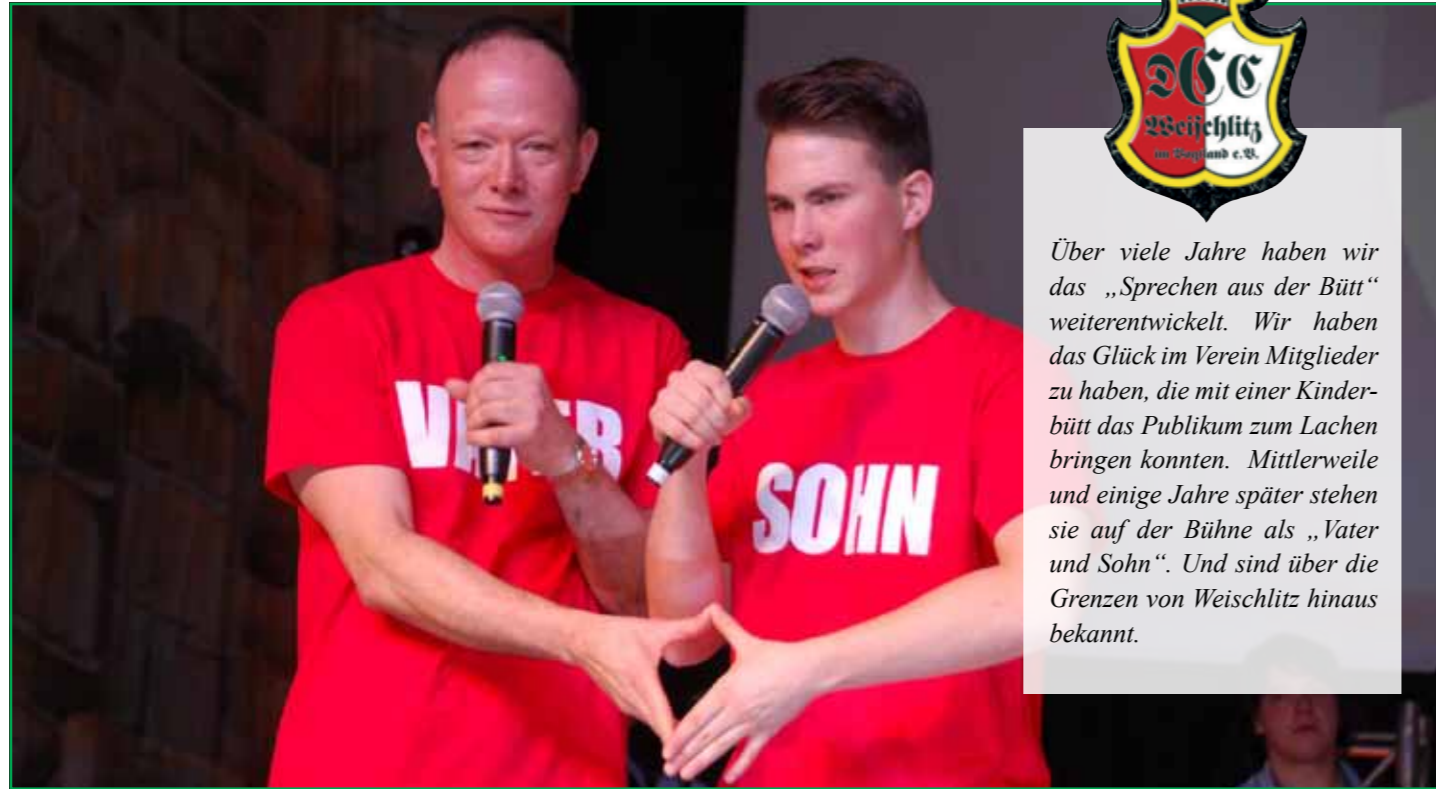 DCC
Weischlitz
im Vogtland e.V.
VATER
SOHN
Über viele Jahre haben wir
das „Sprechen aus der Bütt“
weiterentwickelt. Wir haben
das Glück im Verein Mitglieder
zu haben, die mit einer Kinder-
bütt das Publikum zum Lachen
bringen konnten. Mittlerweile
und einige Jahre später stehen
sie auf der Bühne als „Vater
und Sohn“. Und sind über die
Grenzen von Weischlitz hinaus
bekannt.